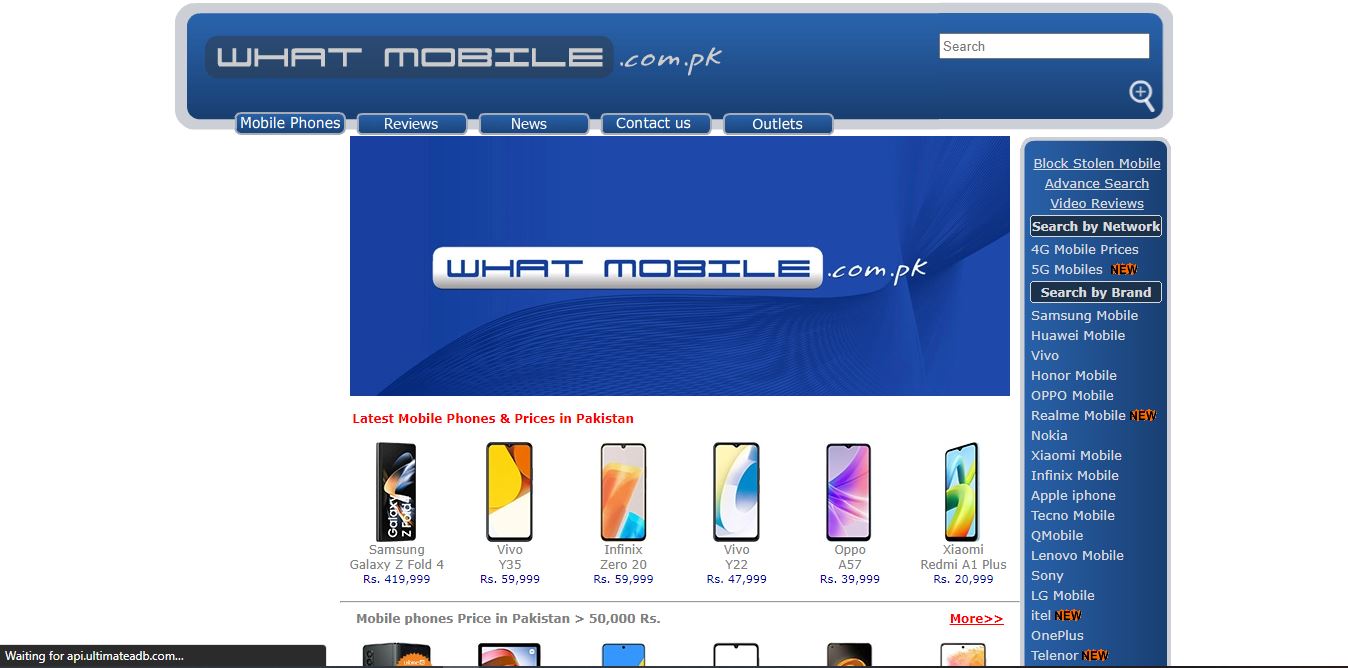 WHAT MOBILE .com.pk
Search
Mobile Phones
Reviews
News
Contact us
Outlets
WHAT MOBILE .com.pk
Block Stolen Mobile
Advance Search
Video Reviews
Search by Network
4G Mobile Prices
5G Mobiles NEW
Search by Brand
Samsung Mobile
Huawei Mobile
Vivo
Honor Mobile
OPPO Mobile
Realme Mobile NEW
Nokia
Xiaomi Mobile
Infinix Mobile
Apple iphone
Tecno Mobile
QMobile
Lenovo Mobile
Sony
LG Mobile
itel NEW
OnePlus
Telenor NEW
Latest Mobile Phones & Prices in Pakistan
Galaxy
Z Fold4
Samsung
Galaxy Z Fold 4
Rs. 419,999
Vivo
Y35
Rs. 59,999
Infinix
Zero 20
Rs. 59,999
Vivo
Y22
Rs. 47,999
Oppo
A57
Rs. 39,999
Xiaomi
Redmi A1 Plus
Rs. 20,999
Mobile phones Price in Pakistan > 50,000 Rs.
More>>
Waiting for api.ultimateadb.com...